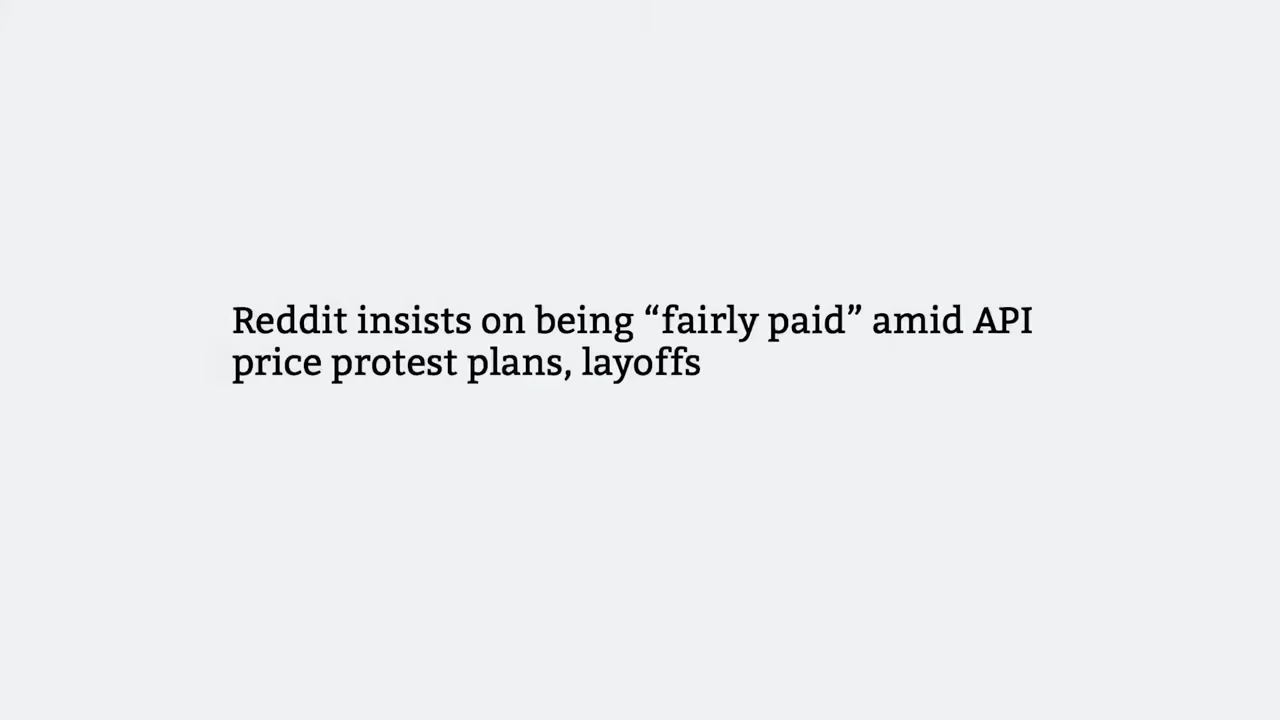 Reddit insists on being “fairly paid” amid API
price protest plans, layoffs